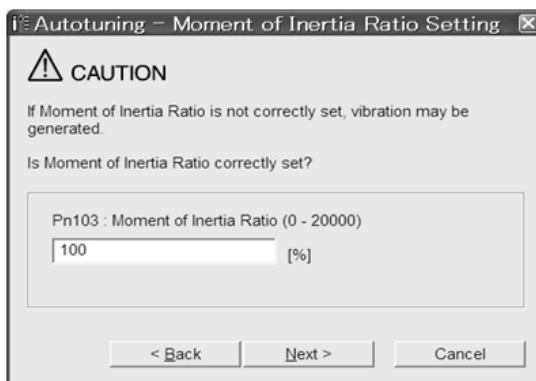 Autotuning - Moment of Inertia Ratio Setting
CAUTION
If Moment of Inertia Ratio is not correctly set, vibration may be
generated.
Is Moment of Inertia Ratio correctly set?
Pn103 : Moment of Inertia Ratio (0 - 20000)
100 [%]
< Back Next > Cancel